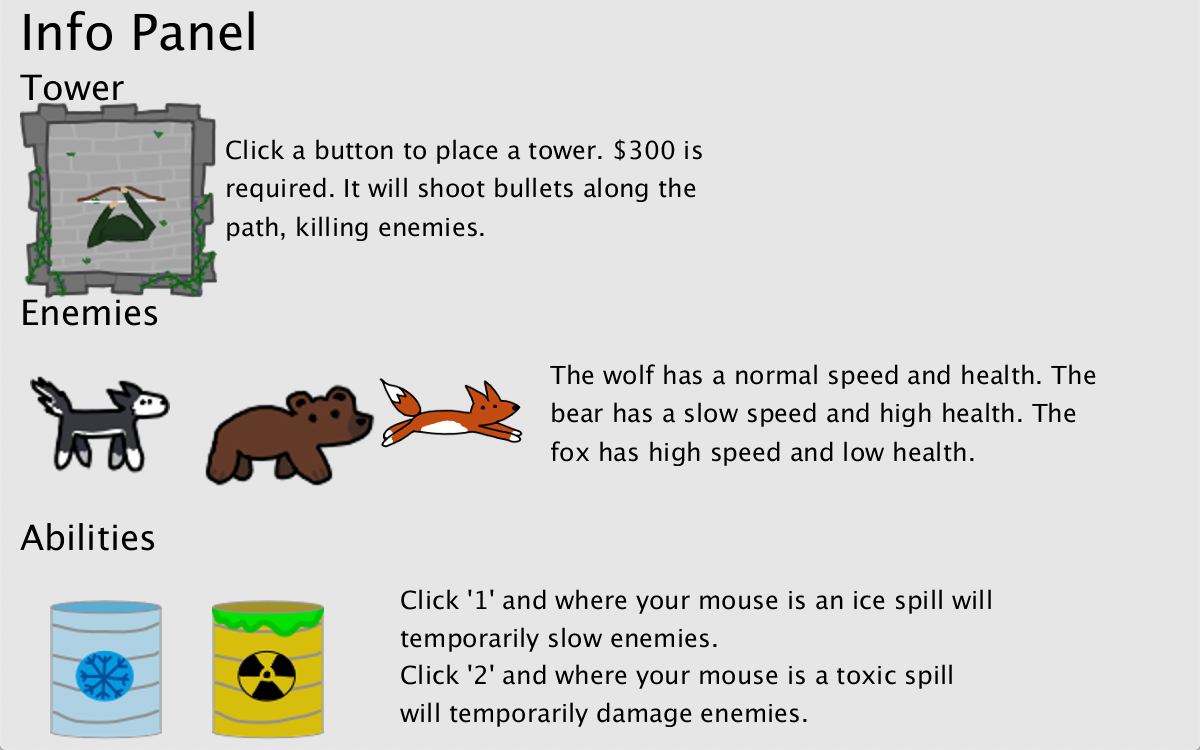 Info Panel
Tower
Click a button to place a tower. $300 is
required. It will shoot bullets along the
path, killing enemies.
Enemies
The wolf has a normal speed and health. The
bear has a slow speed and high health. The
fox has high speed and low health.
Abilities
Click '1' and where your mouse is an ice spill will
temporarily slow enemies.
Click '2' and where your mouse is a toxic spill
will temporarily damage enemies.